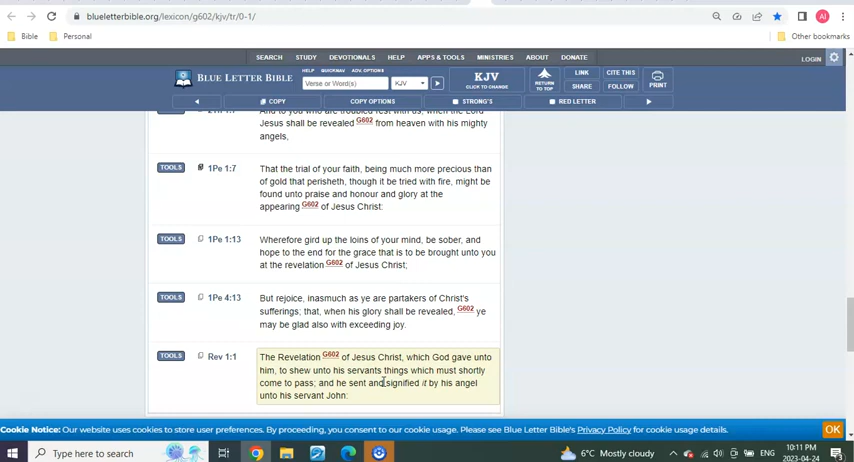 blueletterbible.org/lexicon/g602/kjv/tr/0-1/
Bible
Personal
Other bookmarks
SEARCH STUDY DEVOTIONALS HELP APPS & TOOLS MINISTRIES ABOUT DONATE
LOGIN
BLUE LETTER BIBLE
HELP QUICKNAV ADV. OPTIONS
Verse or Word(s)
KJV
KJV
CLICK TO CHANGE
RETURN TO TOP
LINK
CITE THIS
SHARE
FOLLOW
PRINT
COPY
COPY OPTIONS
STRONG'S
RED LETTER
And to you who are troubled rest with us, when the Lord
Jesus shall be revealed G602 from heaven with his mighty
angels,
TOOLS 1Pe 1:7
That the trial of your faith, being much more precious than
of gold that perisheth, though it be tried with fire, might be
found unto praise and honour and glory at the
appearing G602 of Jesus Christ:
TOOLS 1Pe 1:13
Wherefore gird up the loins of your mind, be sober, and
hope to the end for the grace that is to be brought unto you
at the revelation G602 of Jesus Christ;
TOOLS 1Pe 4:13
But rejoice, inasmuch as ye are partakers of Christ's
sufferings; that, when his glory shall be revealed, G602 ye
may be glad also with exceeding joy.
TOOLS Rev 1:1
The Revelation G602 of Jesus Christ, which God gave unto
him, to shew unto his servants things which must shortly
come to pass; and he sent and signified it by his angel
unto his servant John:
Cookie Notice: Our website uses cookies to store user preferences. By proceeding, you consent to our cookie usage. Please see Blue Letter Bible's Privacy Policy for cookie usage details.
OK
Type here to search
6°C Mostly cloudy
ENG
10:11 PM
2023-04-24